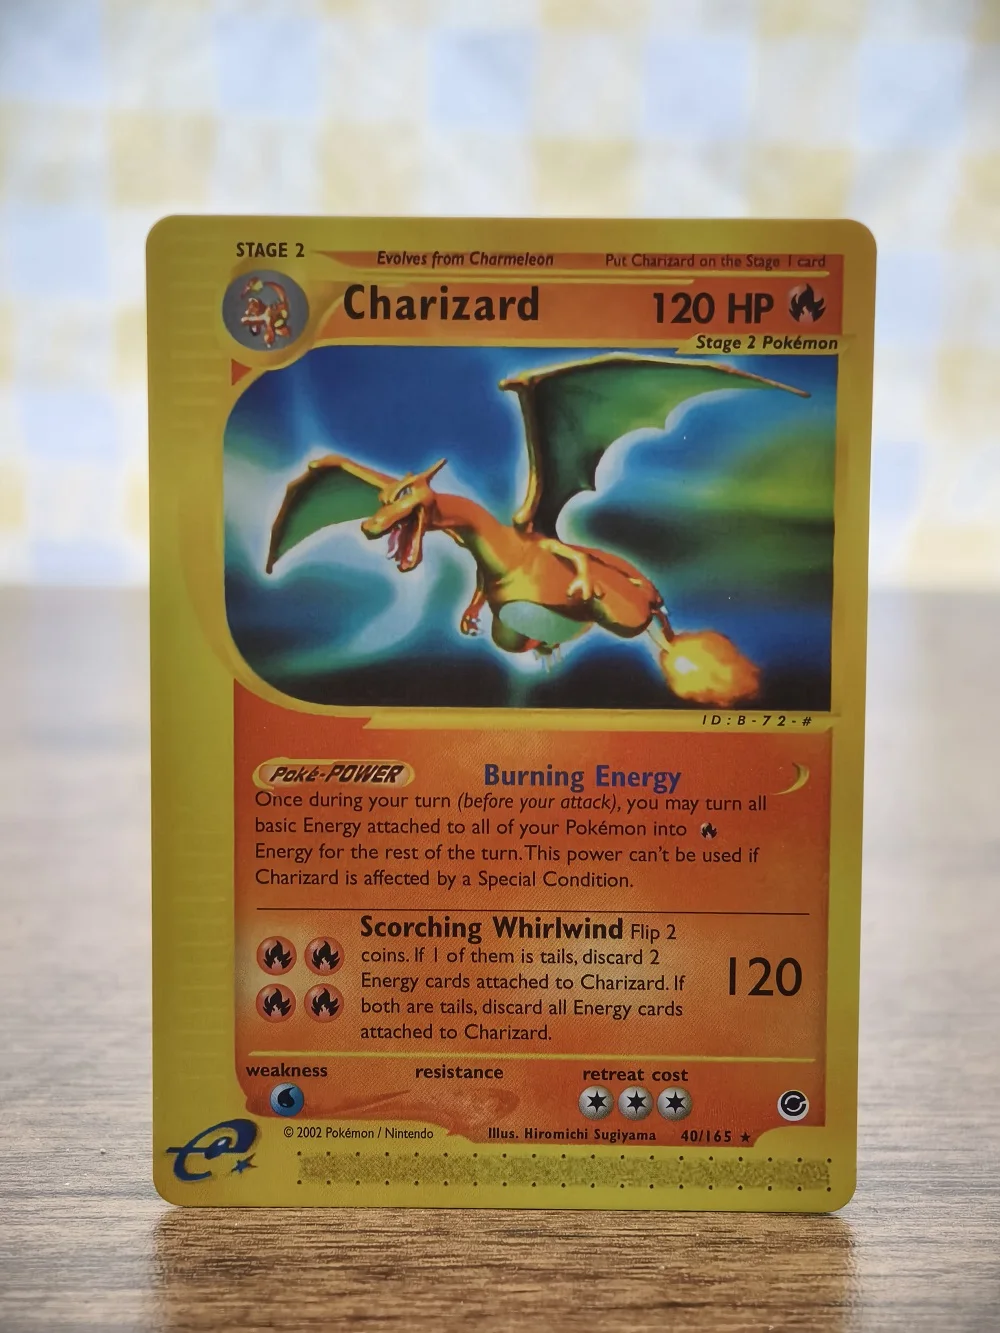 STAGE 2 Evolves from Charmeleon Put Charizard on the Stage 1 card
Charizard 120 HP
Stage 2 Pokémon
ID:B-72-#
Poké-POWER Burning Energy
Once during your turn (before your attack), you may turn all
basic Energy attached to all of your Pokémon into
Energy for the rest of the turn. This power can't be used if
Charizard is affected by a Special Condition.
Scorching Whirlwind Flip 2
coins. If 1 of them is tails, discard 2
Energy cards attached to Charizard. If
both are tails, discard all Energy cards
attached to Charizard.
120
weakness resistance retreat cost
© 2002 Pokémon / Nintendo Illus. Hiromichi Sugiyama 40/165 ★
e